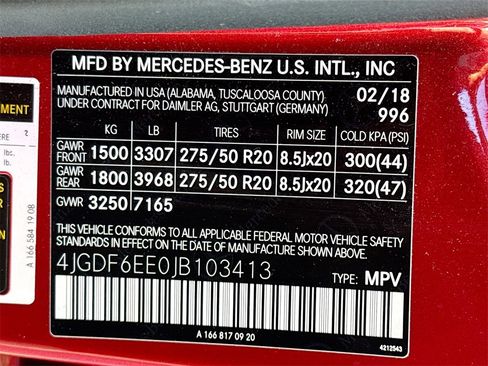 MFD BY MERCEDES-BENZ U.S. INTL., INC
MANUFACTURED IN USA (ALABAMA, TUSCALOOSA COUNTY) 02/18
UNDER CONTRACT FOR DAIMLER AG, STUTTGART (GERMANY) 996
KG LB TIRES RIM SIZE COLD KPA (PSI)
GAWR FRONT 1500 3307 275/50 R20 8.5Jx20 300(44)
GAWR REAR 1800 3968 275/50 R20 8.5Jx20 320(47)
GVWR 3250 7165
THIS VEHICLE CONFORMS TO ALL APPLICABLE FEDERAL MOTOR VEHICLE SAFETY
STANDARDS IN EFFECT ON THE DATE OF MANUFACTURE SHOWN ABOVE.
4JGDF6EE0JB103413 TYPE: MPV
A 166 817 09 20
4212543
A 166 584 19 08
lbs.
lb.